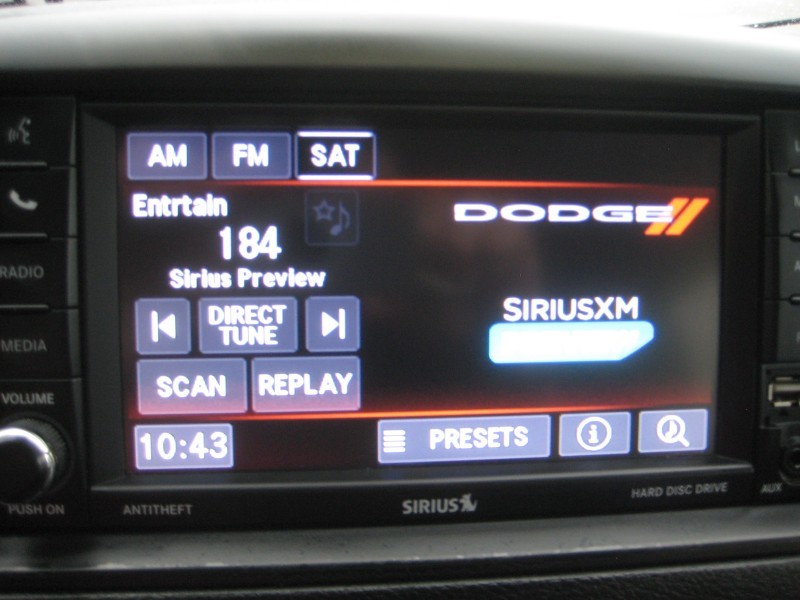 AM FM SAT
Entrtain
184
Sirius Preview
DODGE
SIRIUSXM
DIRECT
TUNE
SCAN REPLAY
10:43 PRESETS
RADIO
MEDIA
VOLUME
PUSH ON
ANTITHEFT
SIRIUS
HARD DISC DRIVE
AUX